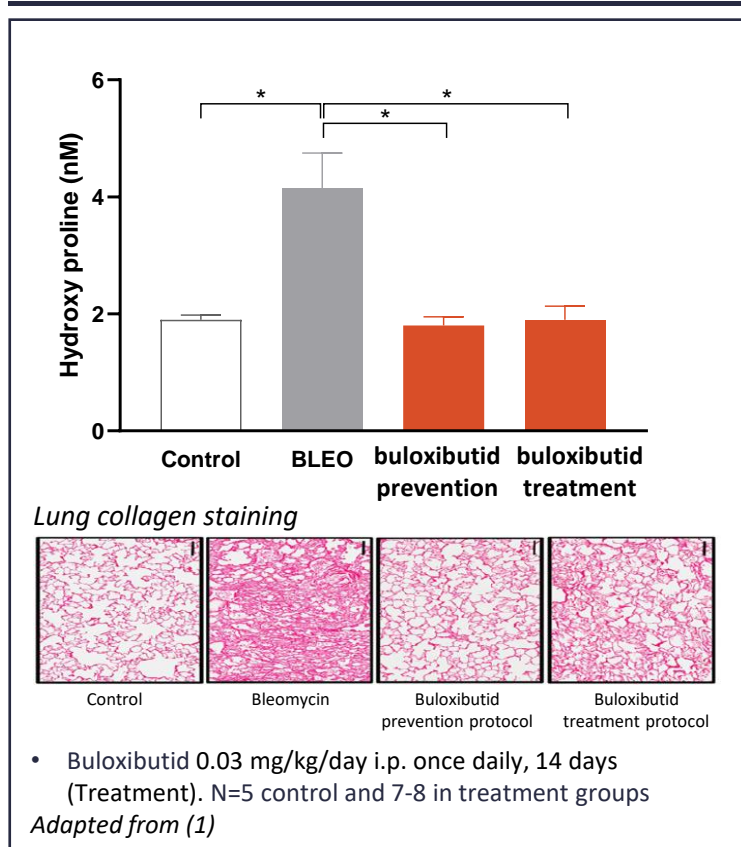 6
4
2
0
Hydroxy proline (nM)
*
*
*
Control
BLEO
buloxibutid
prevention
buloxibutid
treatment
Lung collagen staining
Control
Bleomycin
Buloxibutid
prevention protocol
Buloxibutid
treatment protocol
• Buloxibutid 0.03 mg/kg/day i.p. once daily, 14 days
(Treatment). N=5 control and 7-8 in treatment groups
Adapted from (1)